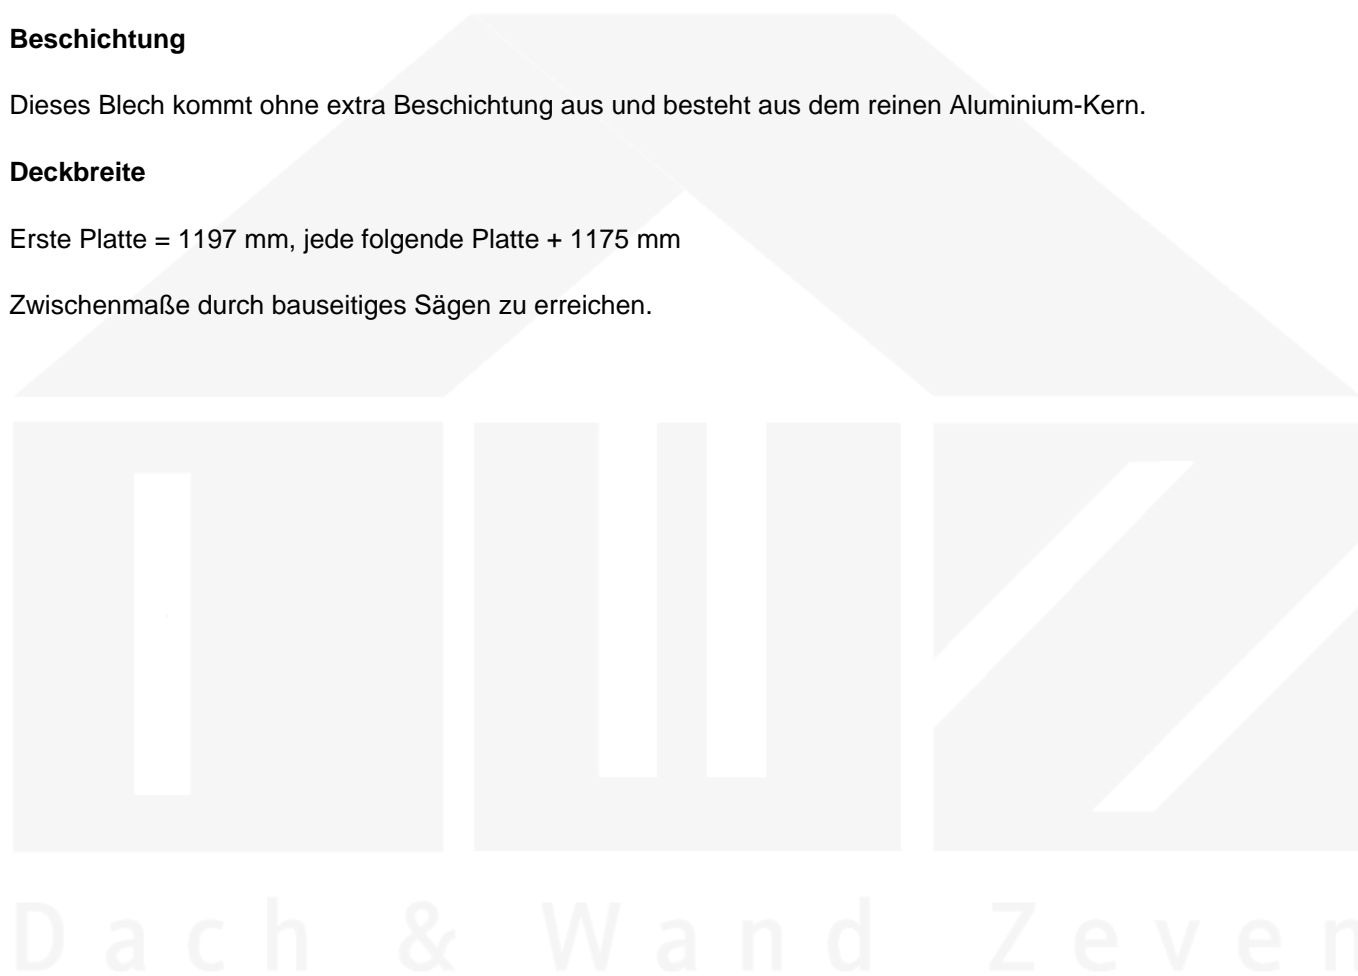 Beschichtung
Dieses Blech kommt ohne extra Beschichtung aus und besteht aus dem reinen Aluminium-Kern.
Deckbreite
Erste Platte = 1197 mm, jede folgende Platte + 1175 mm
Zwischenmaße durch bauseitiges Sägen zu erreichen.
Dach & Wand Zeven